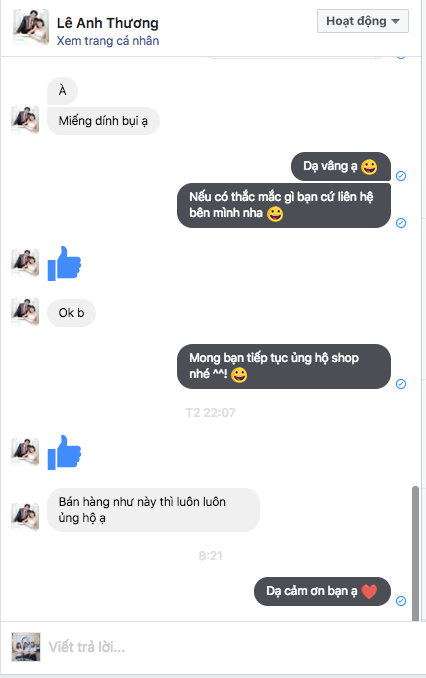 Lê Anh Thương
Hoạt động
Xem trang cá nhân
À
Miếng dính bụi ạ
Dạ vâng ạ 😀
Nếu có thắc mắc gì bạn cứ liên hệ
bên mình nha 😀
Ok b
Mong bạn tiếp tục ủng hộ shop
nhé ^^! 😀
T2 22:07
Bán hàng như này thì luôn luôn
ủng hộ ạ
8:21
Dạ cảm ơn bạn ạ ❤️
Viết trả lời...